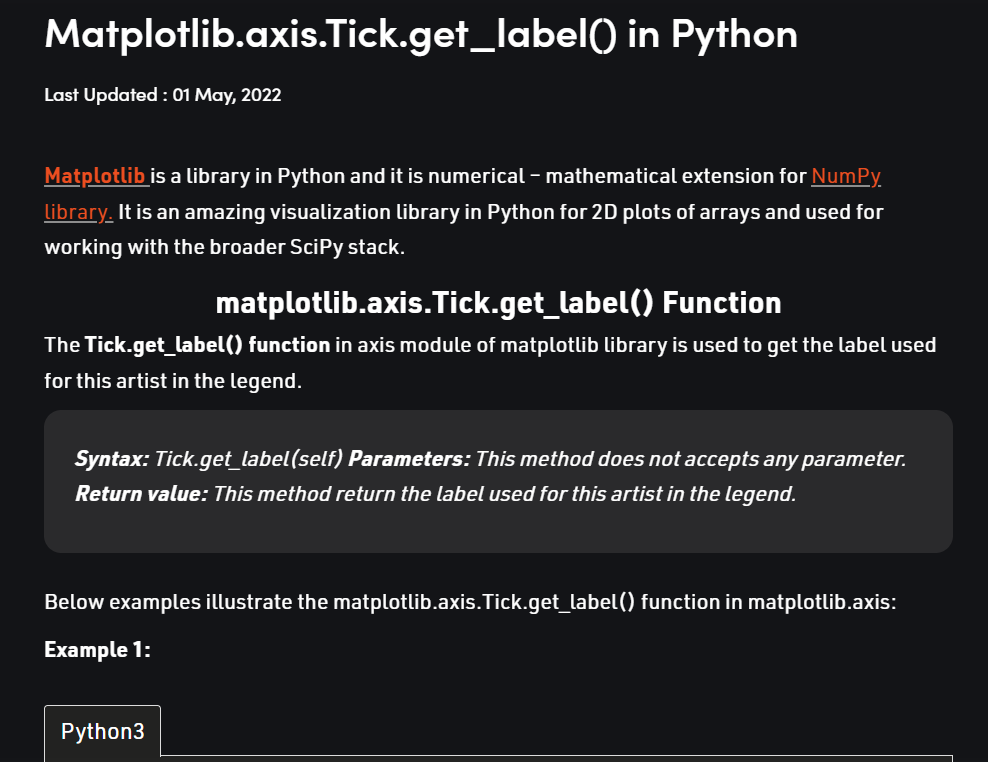 Matplotlib.axis.Tick.get_label() in Python
Last Updated : 01 May, 2022
Matplotlib is a library in Python and it is numerical – mathematical extension for NumPy
library. It is an amazing visualization library in Python for 2D plots of arrays and used for
working with the broader SciPy stack.
matplotlib.axis.Tick.get_label() Function
The Tick.get_label() function in axis module of matplotlib library is used to get the label used
for this artist in the legend.
Syntax: Tick.get_label(self) Parameters: This method does not accepts any parameter.
Return value: This method return the label used for this artist in the legend.
Below examples illustrate the matplotlib.axis.Tick.get_label() function in matplotlib.axis:
Example 1:
Python3